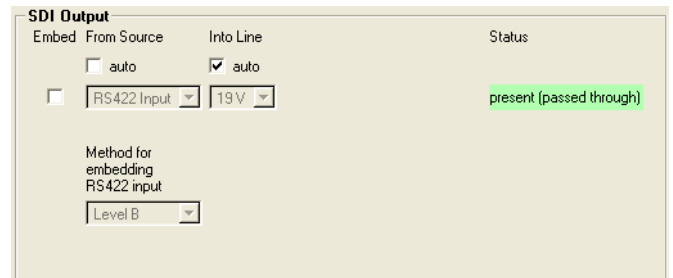 SDI Output
Embed From Source Into Line Status
auto auto
RS422 Input 19 V present (passed through)
Method for
embedding
RS422 input
Level B